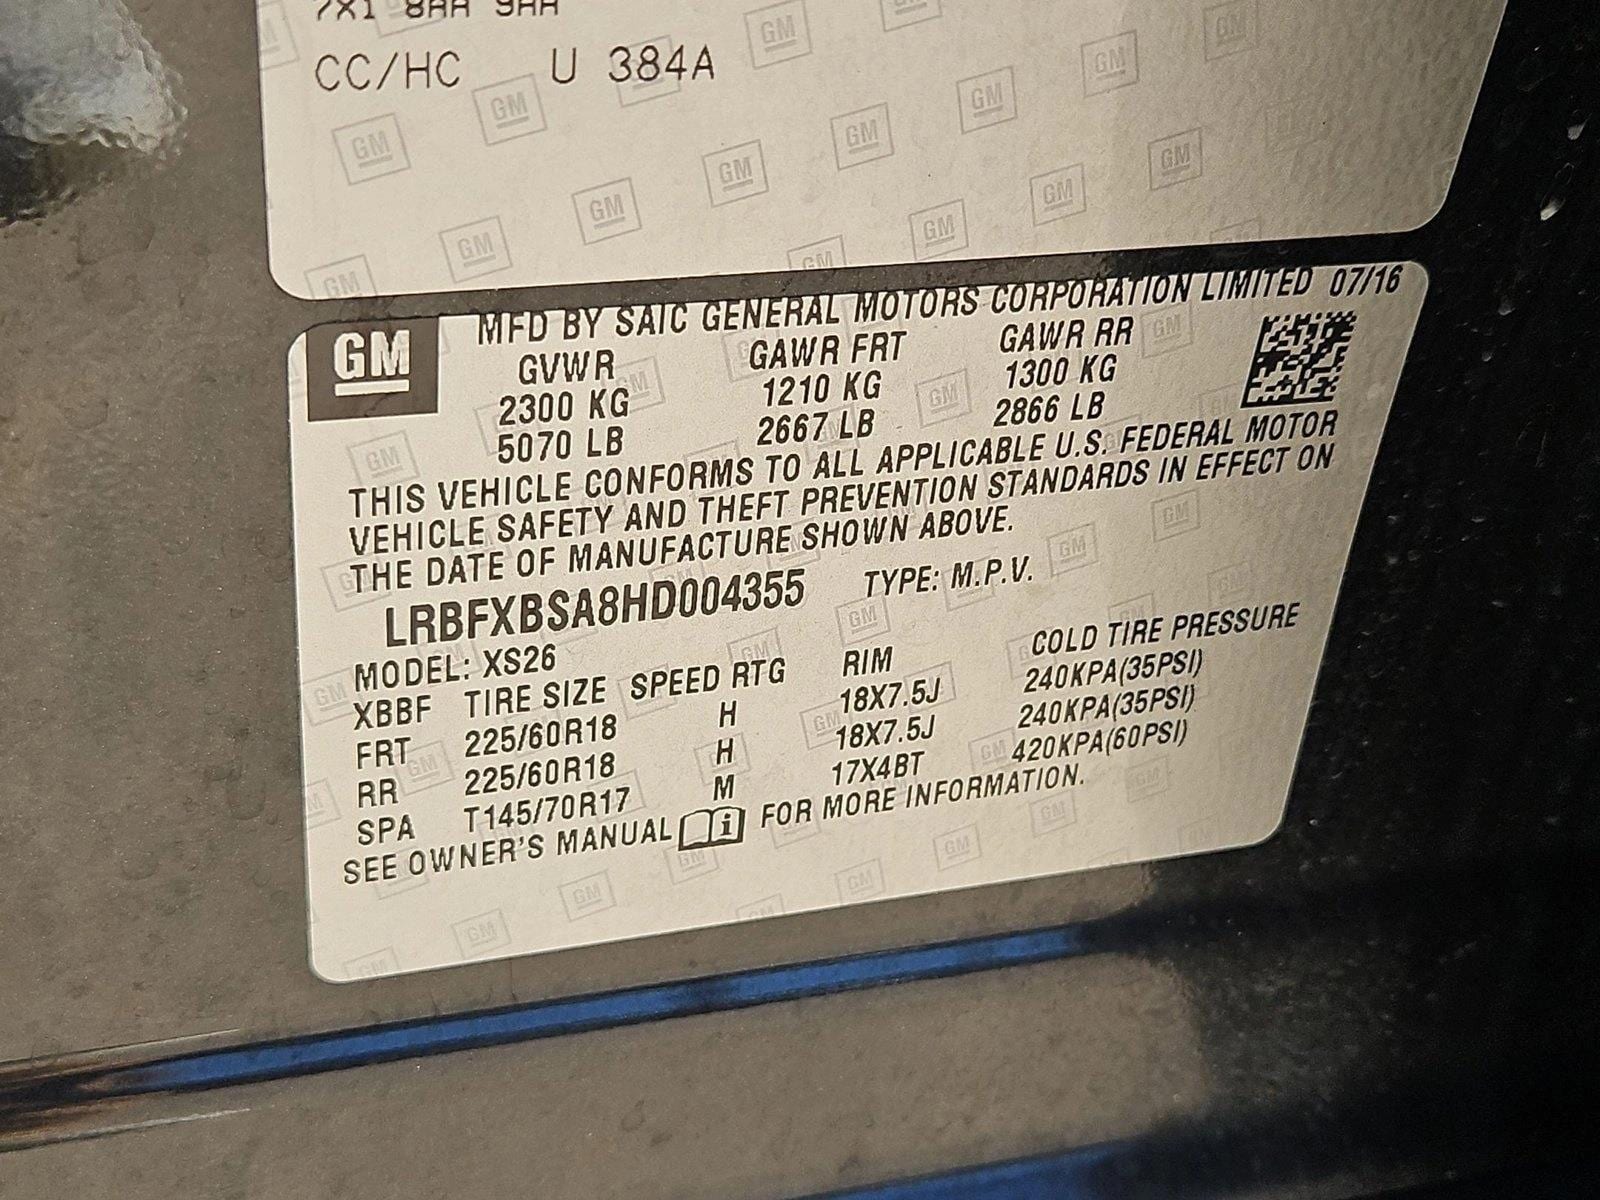 7X1 8AA 9AA
CC/HC U 384A
GM
MFD BY SAIC GENERAL MOTORS CORPORATION LIMITED 07/16
GVWR GAWR FRT GAWR RR
2300 KG 1210 KG 1300 KG
5070 LB 2667 LB 2866 LB
THIS VEHICLE CONFORMS TO ALL APPLICABLE U.S. FEDERAL MOTOR
VEHICLE SAFETY AND THEFT PREVENTION STANDARDS IN EFFECT ON
THE DATE OF MANUFACTURE SHOWN ABOVE.
LRBFXBSA8HD004355 TYPE: M.P.V.
MODEL: XS26
XBBF TIRE SIZE SPEED RTG RIM COLD TIRE PRESSURE
FRT 225/60R18 H 18X7.5J 240KPA(35PSI)
RR 225/60R18 H 18X7.5J 240KPA(35PSI)
SPA T145/70R17 M 17X4BT 420KPA(60PSI)
SEE OWNER'S MANUAL i FOR MORE INFORMATION.